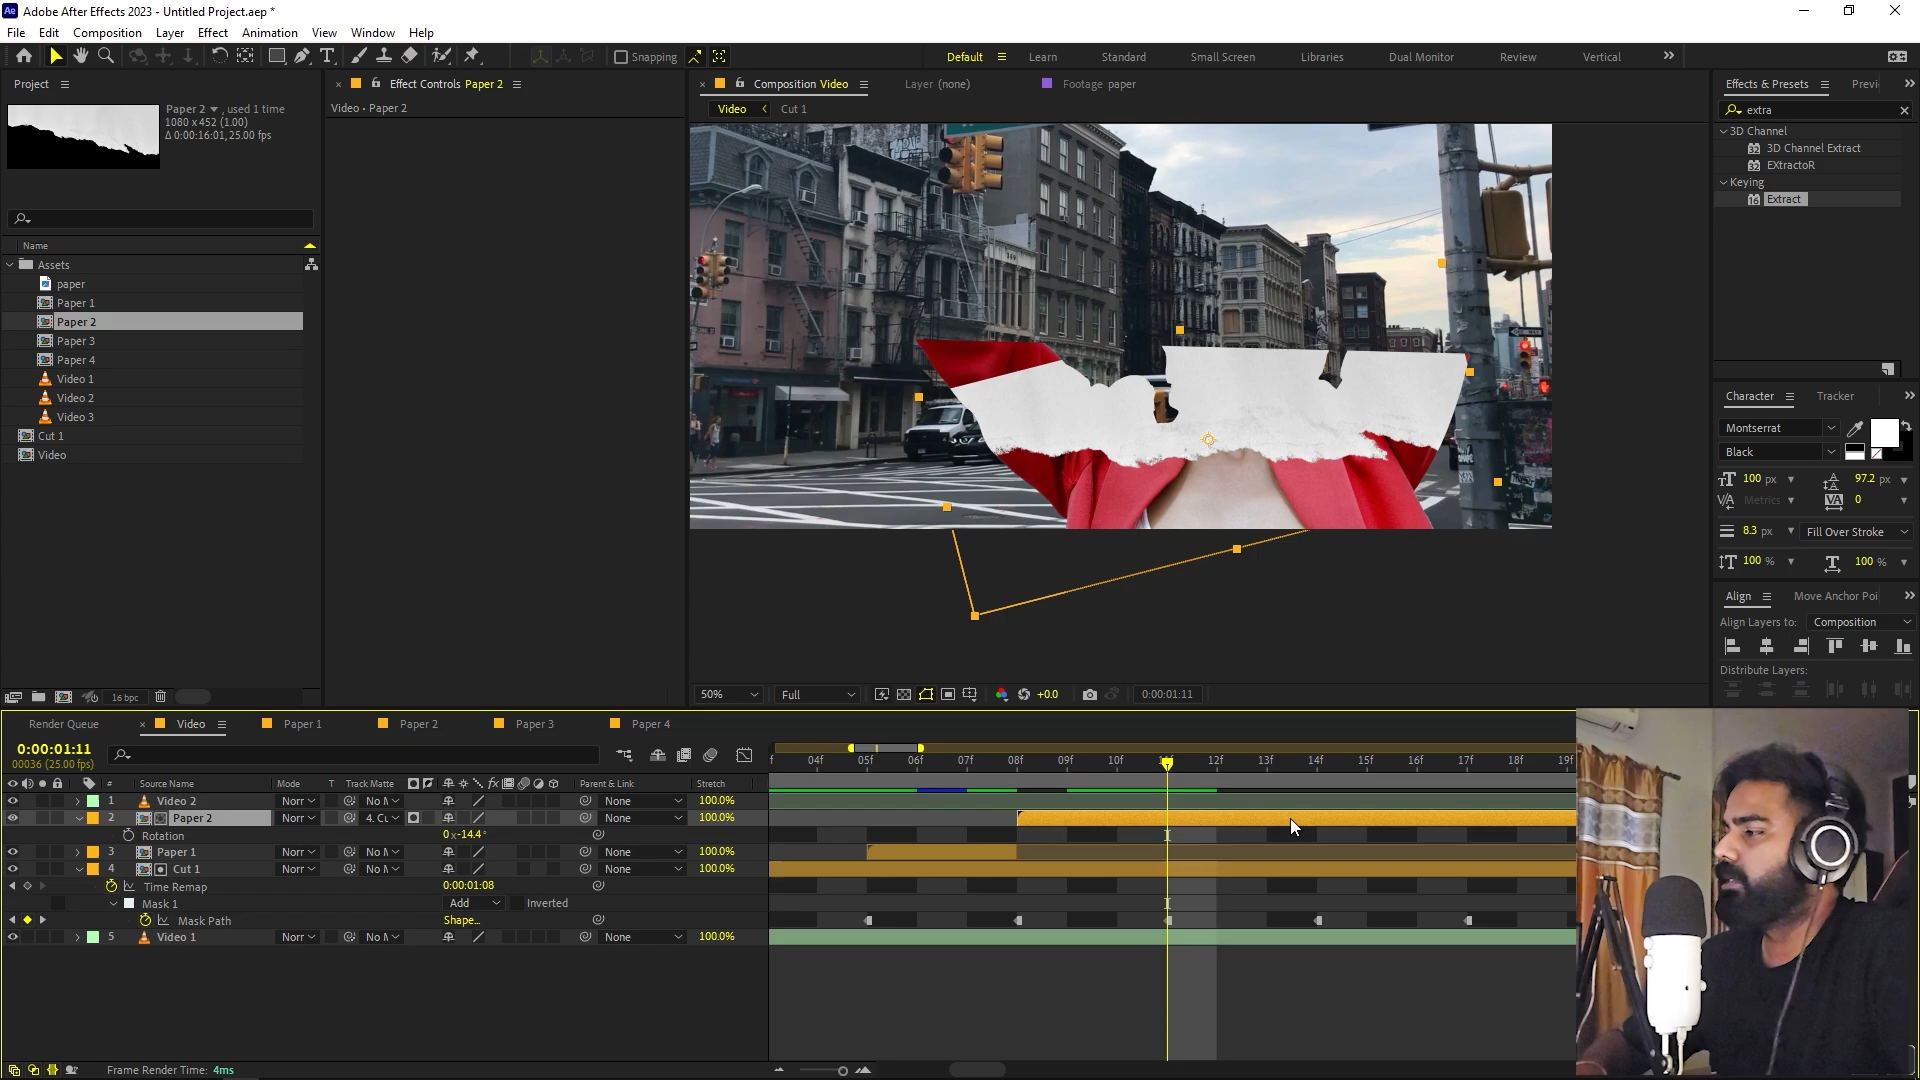 Adobe After Effects 2023 - Untitled Project.aep *
File Edit Composition Layer Effect Animation View Window Help
Snapping
Default Learn Standard Small Screen Libraries Dual Monitor Review Vertical
Project
Paper 2 , used 1 time
1080 x 452 (1.00)
Δ 0:00:16:01, 25.00 fps
Name
Assets
paper
Paper 1
Paper 2
Paper 3
Paper 4
Video 1
Video 2
Video 3
Cut 1
Video
16 bpc
Effect Controls Paper 2
Video • Paper 2
Composition Video
Layer (none)
Footage paper
Video Cut 1
50% Full +0.0 0:00:01:11
Effects & Presets
Previ
extra
3D Channel
3D Channel Extract
EXtractoR
Keying
Extract
Character Tracker
Montserrat
Black
100 px 97.2 px
Metrics 0
8.3 px Fill Over Stroke
100 % 100 %
Align Move Anchor Poi
Align Layers to: Composition
Distribute Layers:
Render Queue Video Paper 1 Paper 2 Paper 3 Paper 4
0:00:01:11
00036 (25.00 fps)
f 04f 05f 06f 07f 08f 09f 10f 12f 13f 14f 15f 16f 17f 18f 19f
# Source Name Mode T Track Matte Parent & Link Stretch
1 Video 2 Norr No M None 100.0%
2 Paper 2 Norr 4. Cu None 100.0%
Rotation 0x-14.4°
3 Paper 1 Norr No M None 100.0%
4 Cut 1 Norr No M None 100.0%
Time Remap 0:00:01:08
Mask 1 Add Inverted
Mask Path Shape...
5 Video 1 Norr No M None 100.0%
Frame Render Time: 4ms